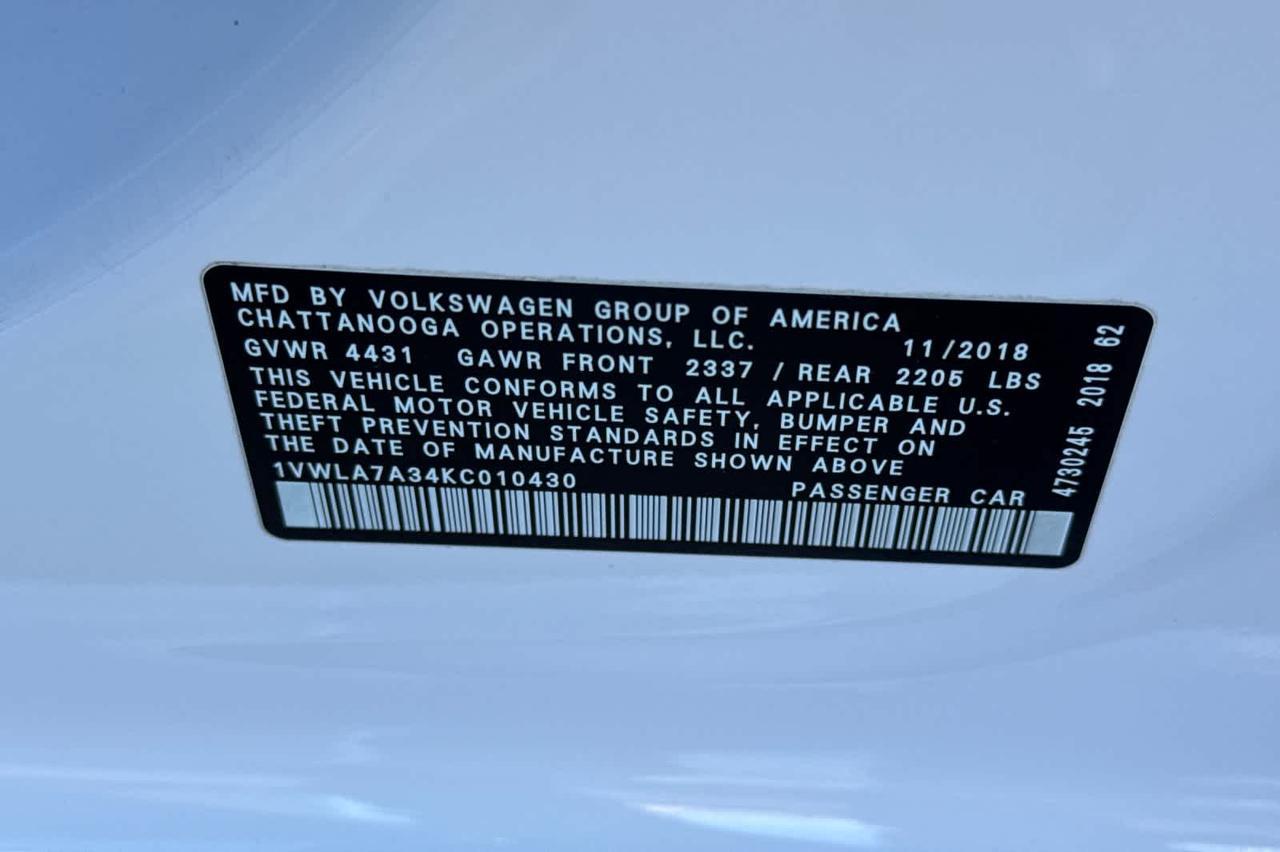 MFD BY VOLKSWAGEN GROUP OF AMERICA
CHATTANOOGA OPERATIONS, LLC. 11/2018
GVWR 4431 GAWR FRONT 2337 / REAR 2205 LBS
THIS VEHICLE CONFORMS TO ALL APPLICABLE U.S.
FEDERAL MOTOR VEHICLE SAFETY, BUMPER AND
THEFT PREVENTION STANDARDS IN EFFECT ON
THE DATE OF MANUFACTURE SHOWN ABOVE
1VWLA7A34KC010430 PASSENGER CAR
4730245 2018 62